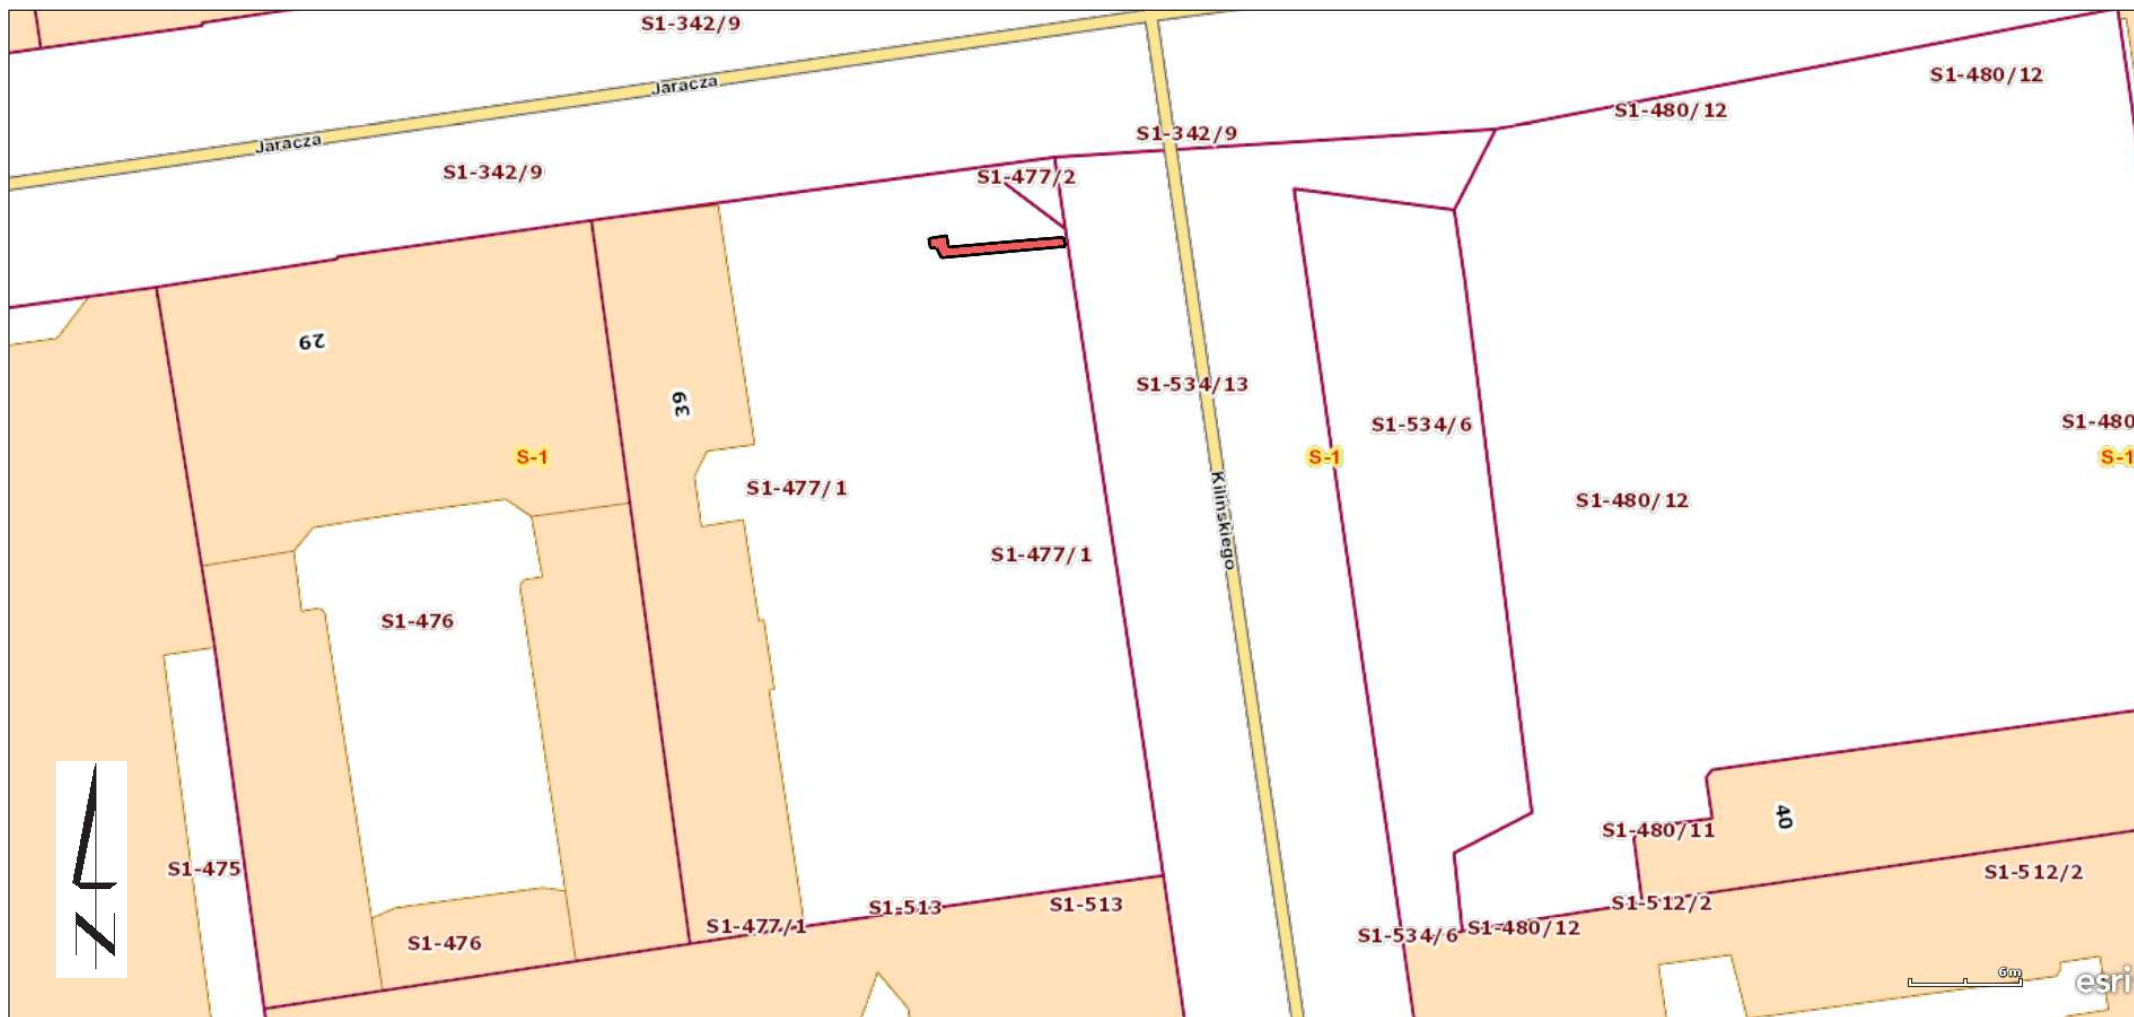 S1-342/9
S1-480/12
Jaracza
S1-480/12
S1-342/9
Jaracza
S1-342/9
S1-477/2
29
S1-534/13
39
S1-534/6
S1-480
S-1
S-1
S-1
S1-477/1
S1-480/12
Kilińskiego
S1-477/1
S1-476
40
S1-480/11
S1-475
S1-512/2
S1-513
S1-513
S1-512/2
S1-477/1
S1-534/6
S1-480/12
S1-476
N
6m
esri